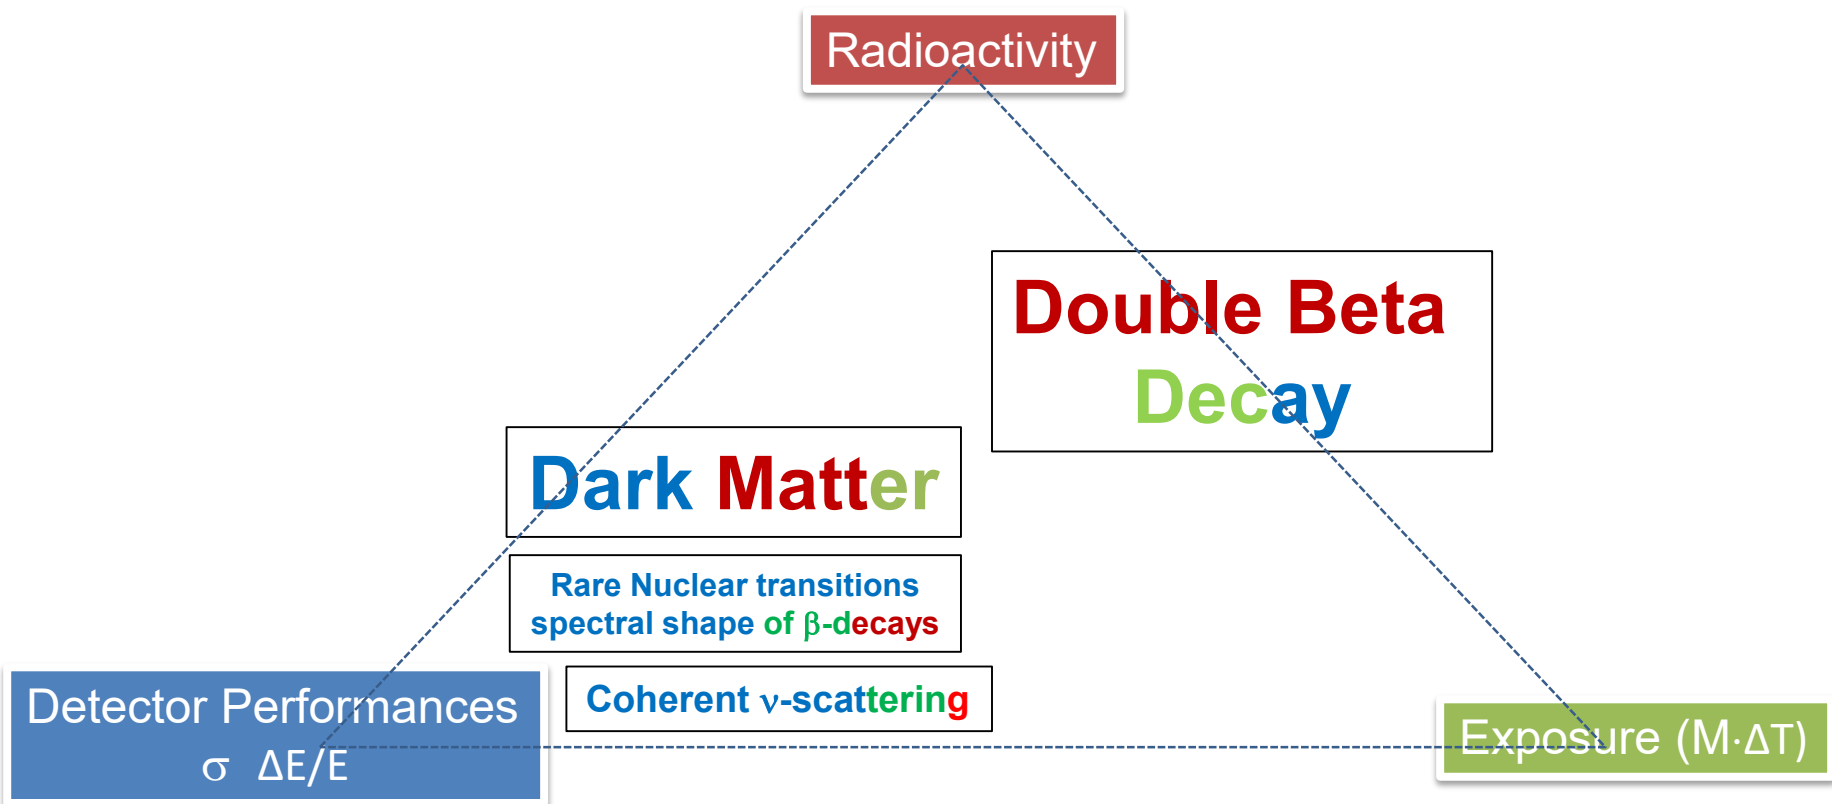 Radioactivity
Double Beta
Decay
Dark Matter
Rare Nuclear transitions
spectral shape of β-decays
Coherent ν-scattering
Detector Performances
σ ΔE/E
Exposure (M·ΔT)